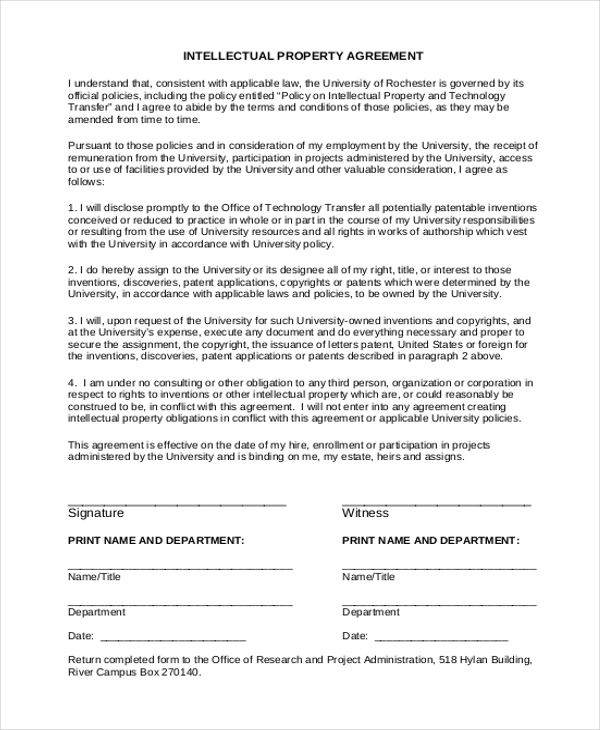 INTELLECTUAL PROPERTY AGREEMENT
I understand that, consistent with applicable law, the University of Rochester is governed by its
official policies, including the policy entitled "Policy on Intellectual Property and Technology
Transfer" and I agree to abide by the terms and conditions of those policies, as they may be
amended from time to time.
Pursuant to those policies and in consideration of my employment by the University, the receipt of
remuneration from the University, participation in projects administered by the University, access
to or use of facilities provided by the University and other valuable consideration, I agree as
follows:
1. I will disclose promptly to the Office of Technology Transfer all potentially patentable inventions
conceived or reduced to practice in whole or in part in the course of my University responsibilities
or resulting from the use of University resources and all rights in works of authorship which vest
with the University in accordance with University policy.
2. I do hereby assign to the University or its designee all of my right, title, or interest to those
inventions, discoveries, patent applications, copyrights or patents which were determined by the
University, in accordance with applicable laws and policies, to be owned by the University.
3. I will, upon request of the University for such University-owned inventions and copyrights, and
at the University's expense, execute any document and do everything necessary and proper to
secure the assignment, the copyright, the issuance of letters patent, United States or foreign for
the inventions, discoveries, patent applications or patents described in paragraph 2 above.
4. I am under no consulting or other obligation to any third person, organization or corporation in
respect to rights to inventions or other intellectual property which are, or could reasonably be
construed to be, in conflict with this agreement. I will not enter into any agreement creating
intellectual property obligations in conflict with this agreement or applicable University policies.
This agreement is effective on the date of my hire, enrollment or participation in projects
administered by the University and is binding on me, my estate, heirs and assigns.
Signature Witness
PRINT NAME AND DEPARTMENT: PRINT NAME AND DEPARTMENT:
Name/Title Name/Title
Department Department
Date: Date:
Return completed form to the Office of Research and Project Administration, 518 Hylan Building,
River Campus Box 270140.